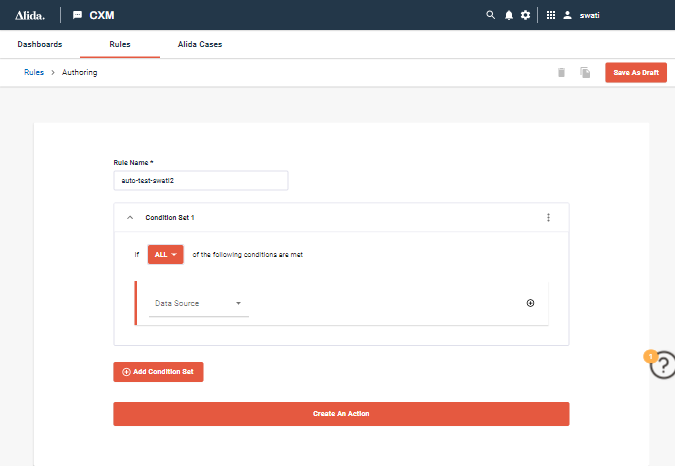 Alida.
CXM
swati
Dashboards
Rules
Alida Cases
Rules > Authoring
Save As Draft
Rule Name *
auto-test-swati2
Condition Set 1
If
ALL
of the following conditions are met
Data Source
Add Condition Set
Create An Action
1
?